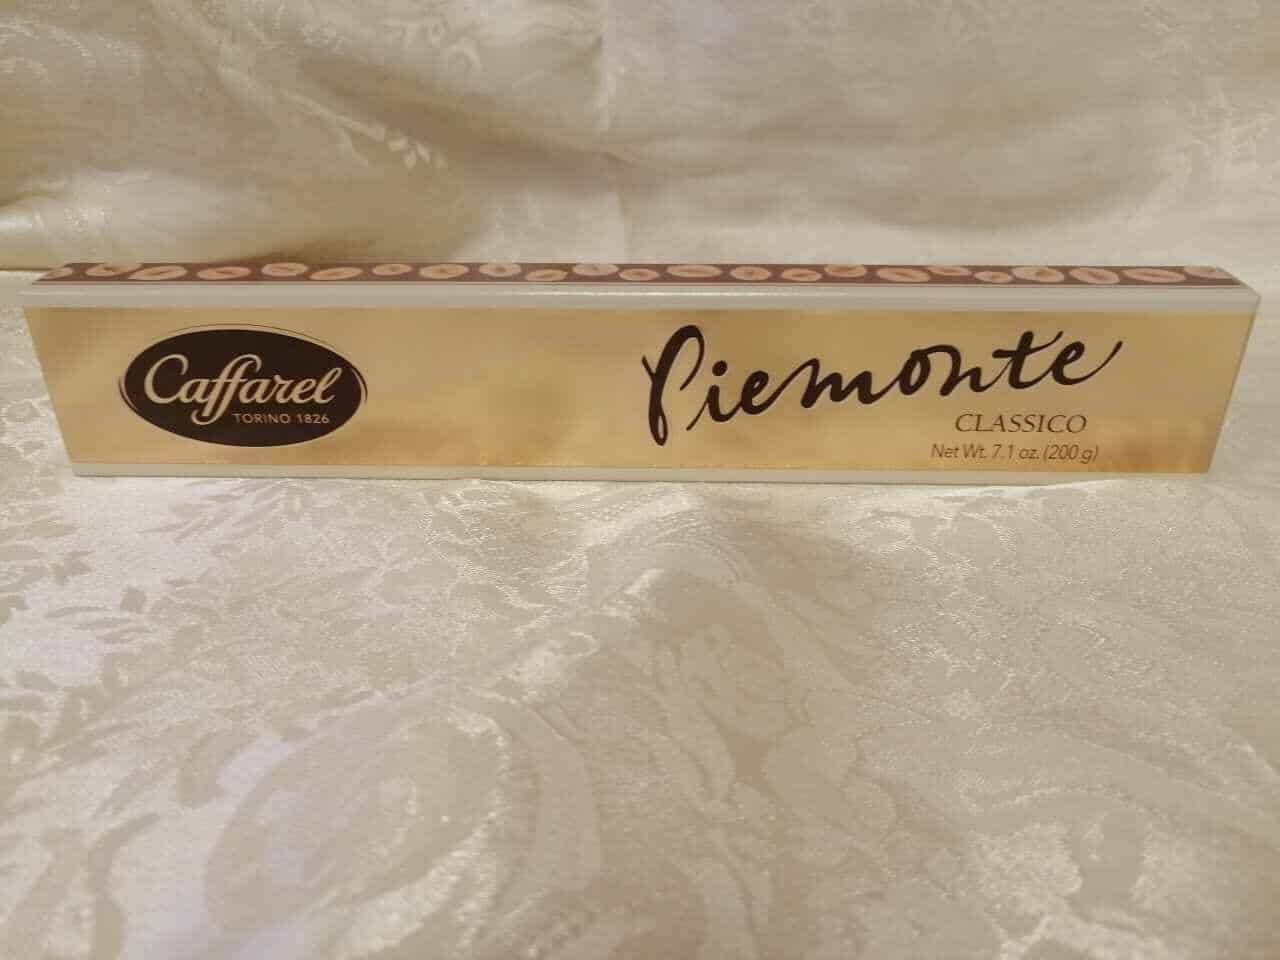 Caffarel
TORINO 1826
Piemonte
CLASSICO
Net Wt. 7.1 oz. (200 g)